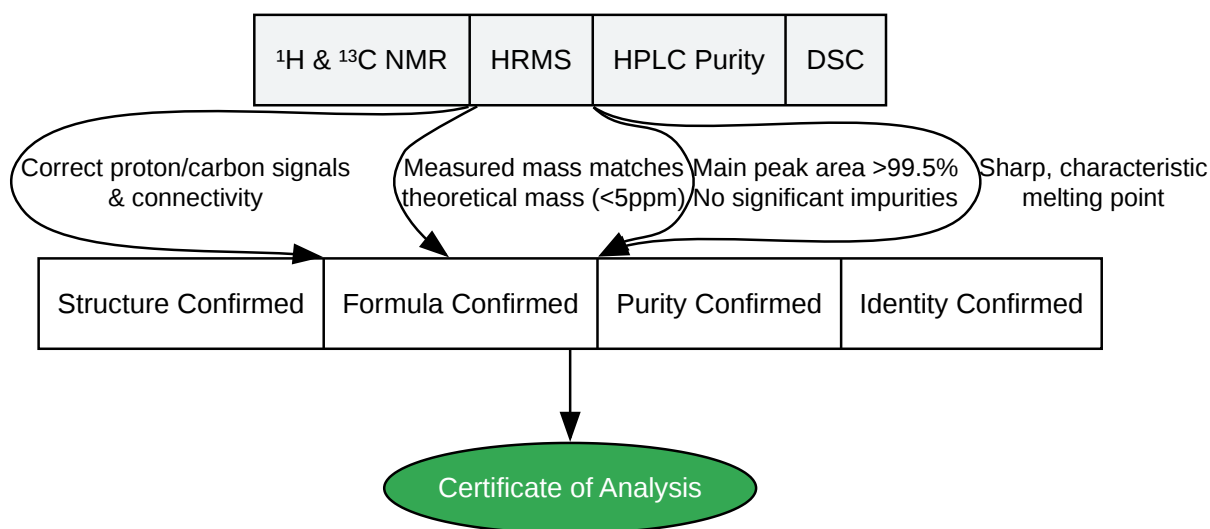 ¹H & ¹³C NMR
HRMS
HPLC Purity
DSC
Correct proton/carbon signals
& connectivity
Measured mass matches
theoretical mass (<5ppm)
Main peak area >99.5%
No significant impurities
Sharp, characteristic
melting point
Structure Confirmed
Formula Confirmed
Purity Confirmed
Identity Confirmed
Certificate of Analysis